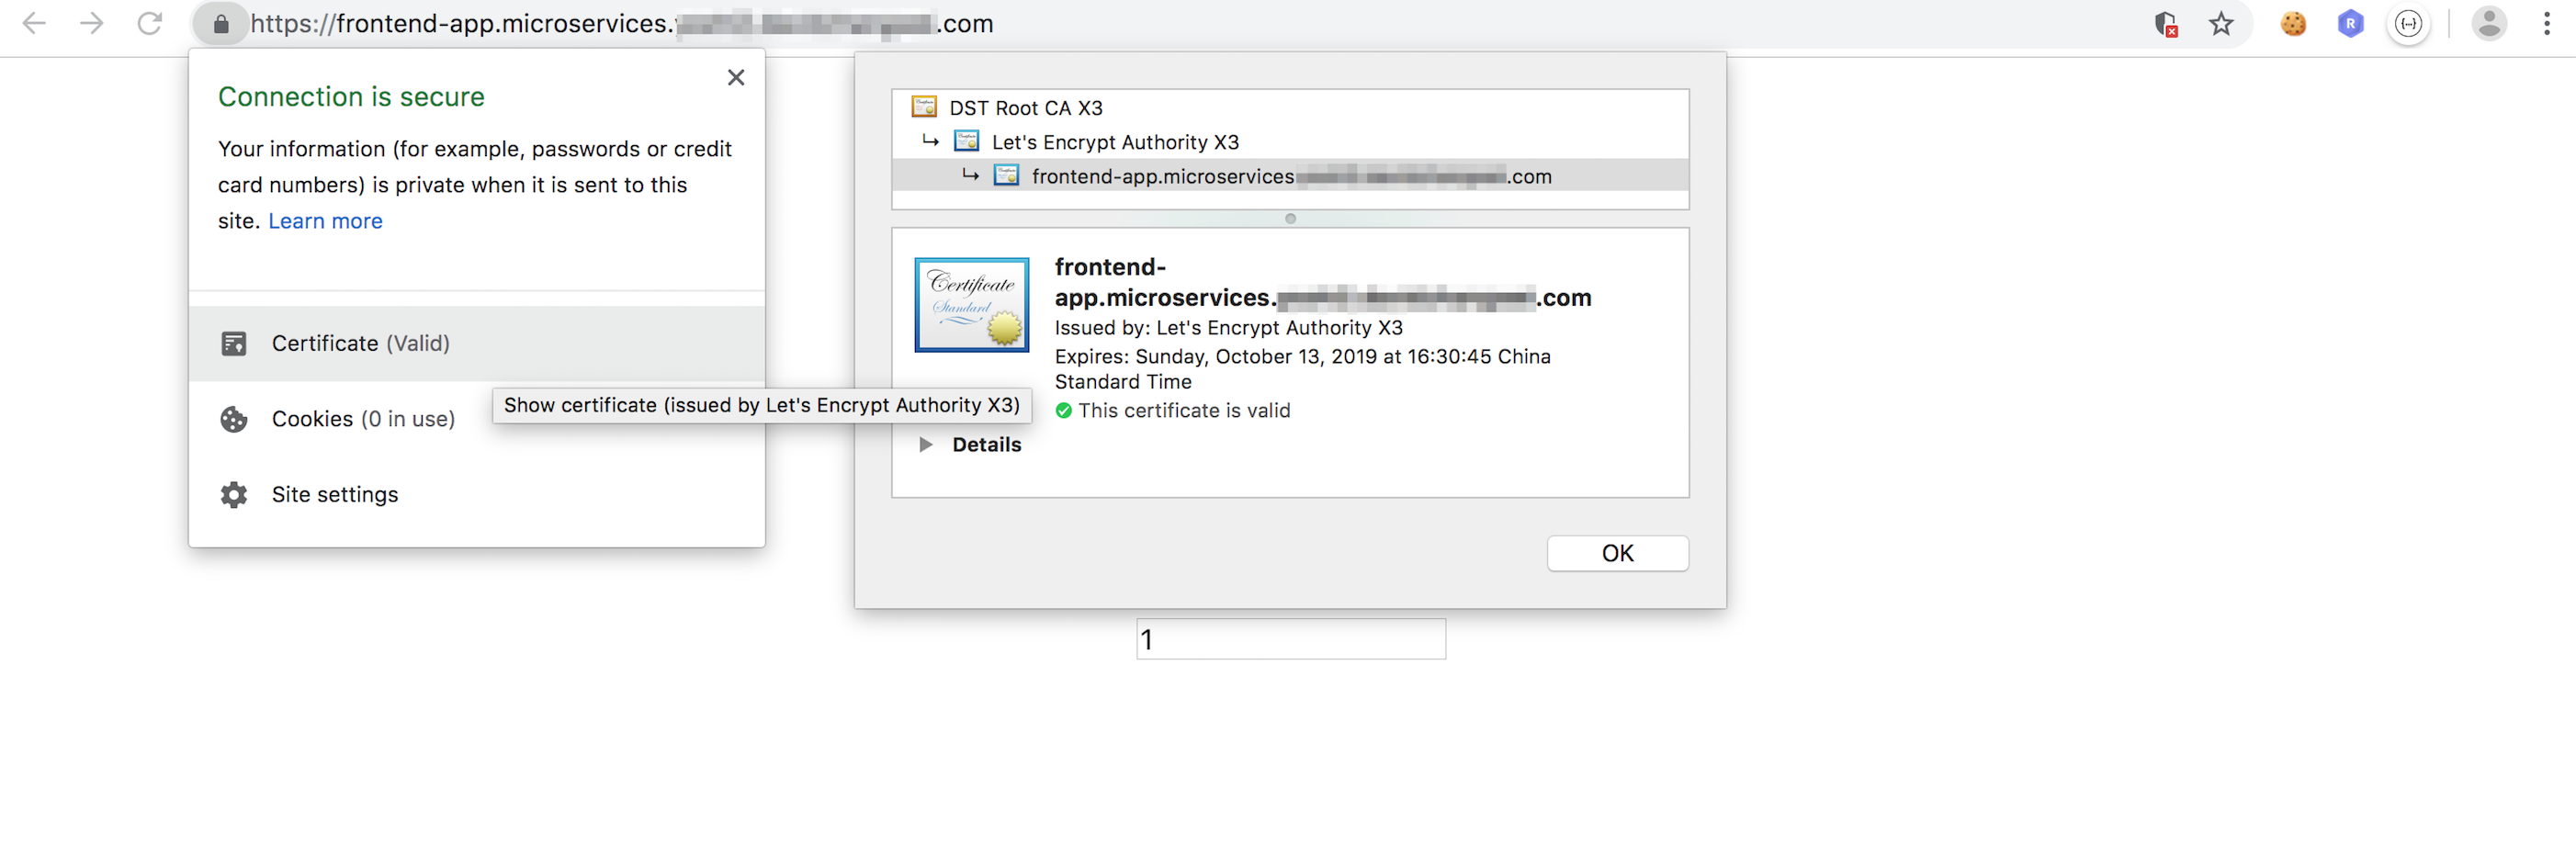 https://frontend-app.microservices. .com
Connection is secure
Your information (for example, passwords or credit
card numbers) is private when it is sent to this
site. Learn more
Certificate (Valid)
Cookies (0 in use)
Show certificate (issued by Let's Encrypt Authority X3)
Site settings
DST Root CA X3
Let's Encrypt Authority X3
frontend-app.microservices .com
Certificate
Standard
frontend-
app.microservices. .com
Issued by: Let's Encrypt Authority X3
Expires: Sunday, October 13, 2019 at 16:30:45 China
Standard Time
This certificate is valid
Details
OK
1
R